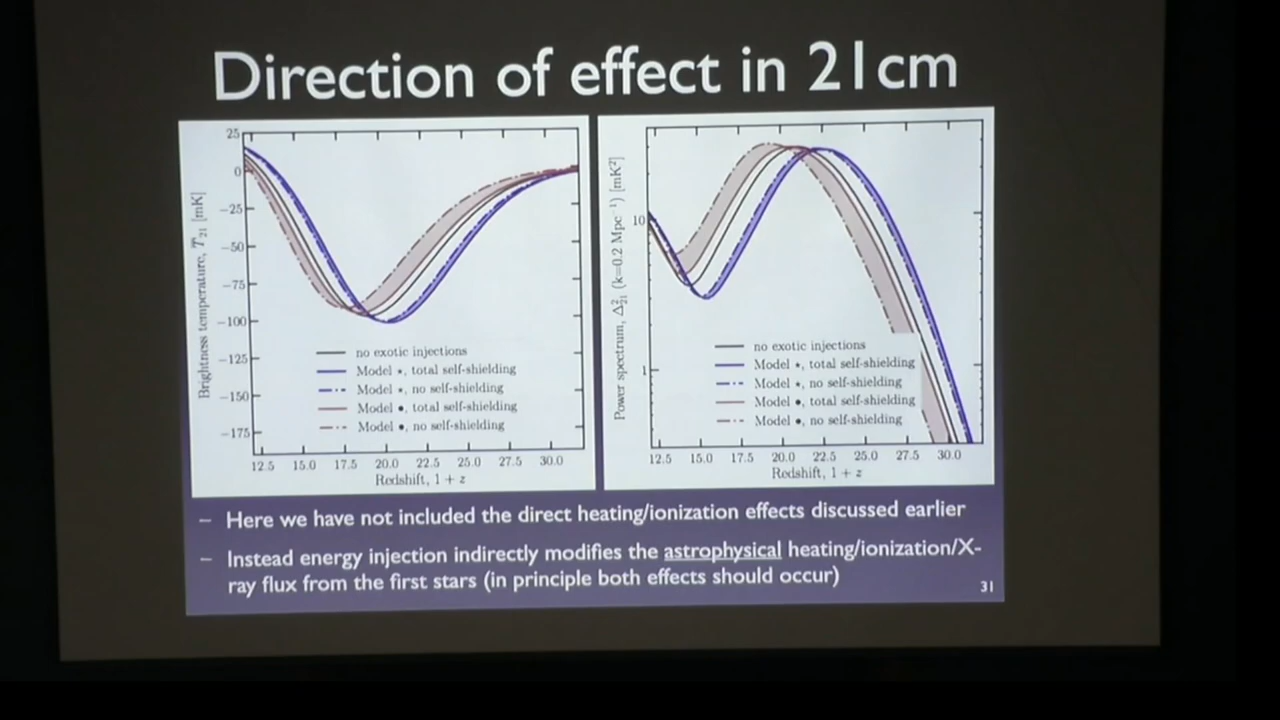 Direction of effect in 21cm
25
0
−25
−50
−75
−100
−125
−150
−175
Brightness temperature, T₂₁ [mK]
no exotic injections
Model ⋆, total self-shielding
Model ⋆, no self-shielding
Model •, total self-shielding
Model •, no self-shielding
12.5 15.0 17.5 20.0 22.5 25.0 27.5 30.0
Redshift, 1 + z
Power spectrum, Δ²₂₁ (k=0.2 Mpc⁻¹) [mK²]
10
1
no exotic injections
Model ⋆, total self-shielding
Model ⋆, no self-shielding
Model •, total self-shielding
Model •, no self-shielding
12.5 15.0 17.5 20.0 22.5 25.0 27.5 30.0
Redshift, 1 + z
– Here we have not included the direct heating/ionization effects discussed earlier
– Instead energy injection indirectly modifies the astrophysical heating/ionization/X-
ray flux from the first stars (in principle both effects should occur)
31